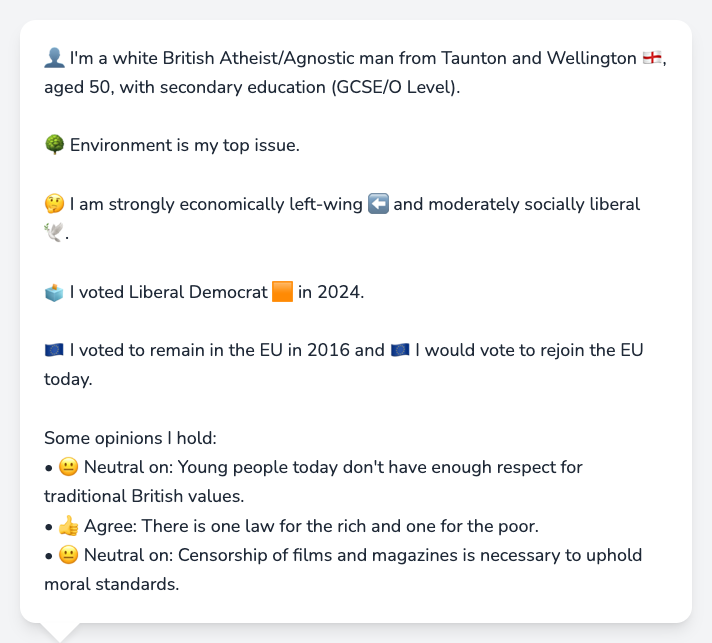 👤 I'm a white British Atheist/Agnostic man from Taunton and Wellington 🏴󠁧󠁢󠁥󠁮󠁧󠁿,
aged 50, with secondary education (GCSE/O Level).
🌳 Environment is my top issue.
🤔 I am strongly economically left-wing ⬅️ and moderately socially liberal
🕊️.
🗳️ I voted Liberal Democrat 🟧 in 2024.
🇪🇺 I voted to remain in the EU in 2016 and 🇪🇺 I would vote to rejoin the EU
today.
Some opinions I hold:
• 😐 Neutral on: Young people today don't have enough respect for
traditional British values.
• 👍 Agree: There is one law for the rich and one for the poor.
• 😐 Neutral on: Censorship of films and magazines is necessary to uphold
moral standards.